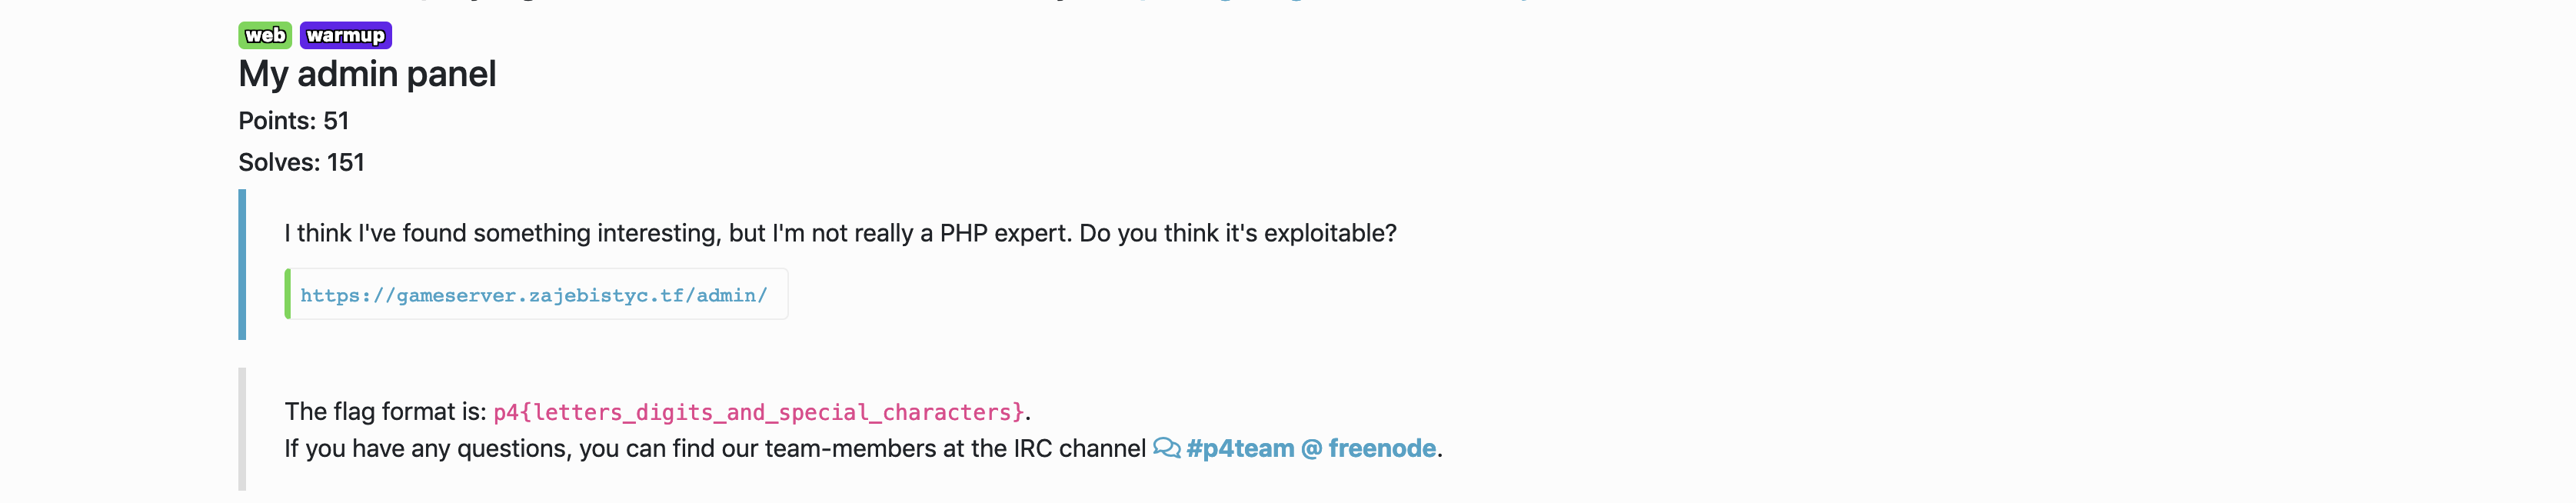 web warmup
My admin panel
Points: 51
Solves: 151
I think I've found something interesting, but I'm not really a PHP expert. Do you think it's exploitable?
https://gameserver.zajebistyc.tf/admin/
The flag format is: p4{letters_digits_and_special_characters}.
If you have any questions, you can find our team-members at the IRC channel #p4team @ freenode.